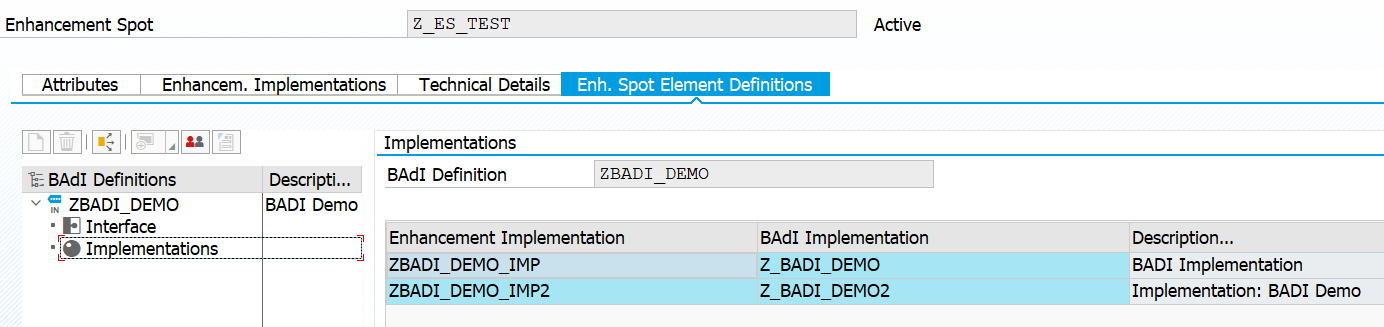 Enhancement Spot Z_ES_TEST Active
Attributes Enhancem. Implementations Technical Details Enh. Spot Element Definitions
Implementations
BAdI Definitions Descripti... BAdI Definition ZBADI_DEMO
IN ZBADI_DEMO BADI Demo
Interface
Implementations
Enhancement Implementation BAdI Implementation Description...
ZBADI_DEMO_IMP Z_BADI_DEMO BADI Implementation
ZBADI_DEMO_IMP2 Z_BADI_DEMO2 Implementation: BADI Demo